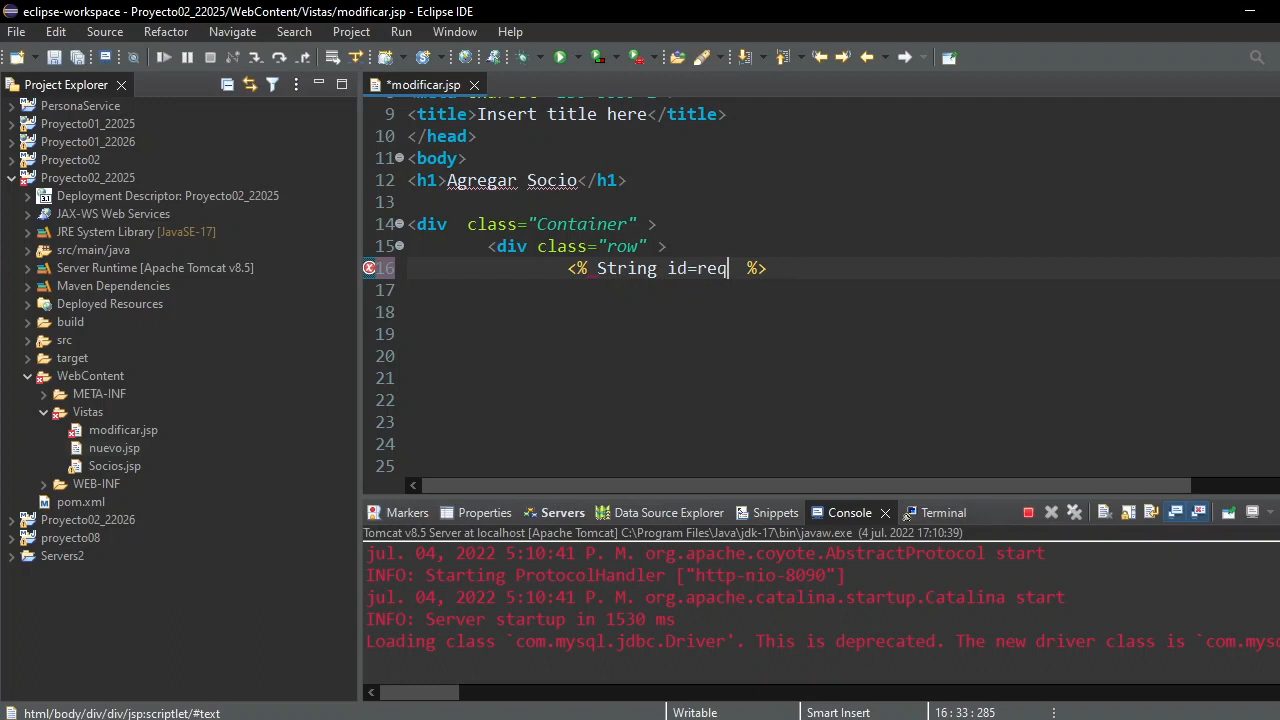 eclipse-workspace - Proyecto02_22025/WebContent/Vistas/modificar.jsp - Eclipse IDE
File Edit Source Refactor Navigate Search Project Run Window Help
Project Explorer
PersonaService
Proyecto01_22025
Proyecto01_22026
Proyecto02
Proyecto02_22025
Deployment Descriptor: Proyecto02_22025
JAX-WS Web Services
JRE System Library [JavaSE-17]
src/main/java
Server Runtime [Apache Tomcat v8.5]
Maven Dependencies
Deployed Resources
build
src
target
WebContent
META-INF
Vistas
modificar.jsp
nuevo.jsp
Socios.jsp
WEB-INF
pom.xml
Proyecto02_22026
proyecto08
Servers2
*modificar.jsp
9 <title>Insert title here</title>
10 </head>
11 <body>
12 <h1>Agregar Socio</h1>
13
14 <div class="Container" >
15 <div class="row" >
16 <% String id=req %>
17
18
19
20
21
22
23
24
25
Markers Properties Servers Data Source Explorer Snippets Console Terminal
Tomcat v8.5 Server at localhost [Apache Tomcat] C:\Program Files\Java\jdk-17\bin\javaw.exe (4 jul. 2022 17:10:39)
jul. 04, 2022 5:10:41 P. M. org.apache.coyote.AbstractProtocol start
INFO: Starting ProtocolHandler ["http-nio-8090"]
jul. 04, 2022 5:10:41 P. M. org.apache.catalina.startup.Catalina start
INFO: Server startup in 1530 ms
Loading class `com.mysql.jdbc.Driver'. This is deprecated. The new driver class is `com.mysc
html/body/div/div/jsp:scriptlet/#text Writable Smart Insert 16 : 33 : 285